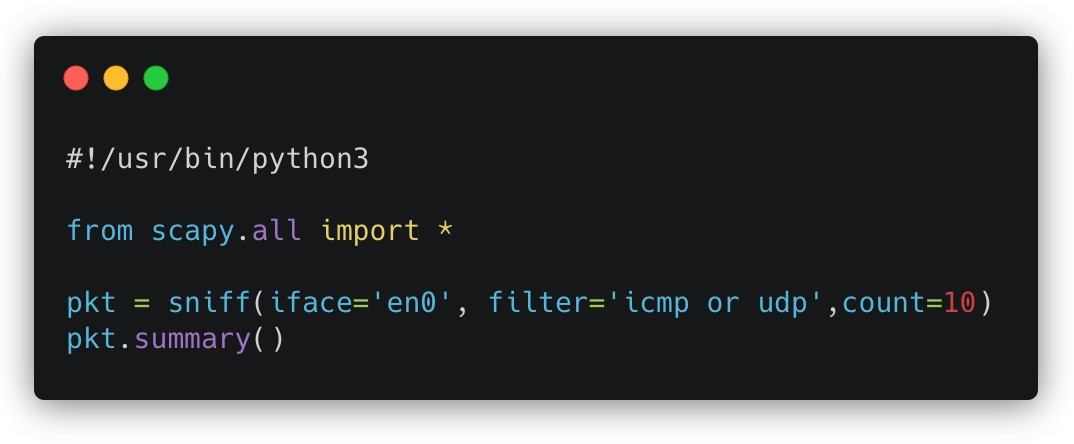 #!/usr/bin/python3
from scapy.all import *
pkt = sniff(iface='en0', filter='icmp or udp',count=10)
pkt.summary()